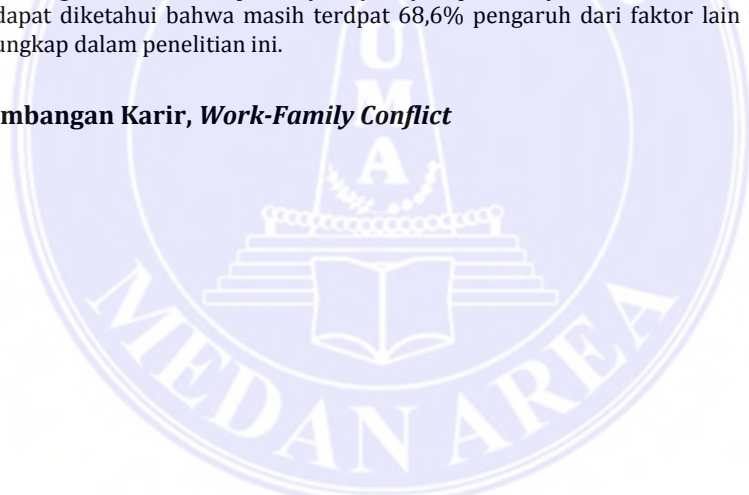 dapat diketahui bahwa masih terdpat 68,6% pengaruh dari faktor lain
ungkap dalam penelitian ini.
mbangan Karir, Work-Family Conflict
U
M
A
MEDAN AREA